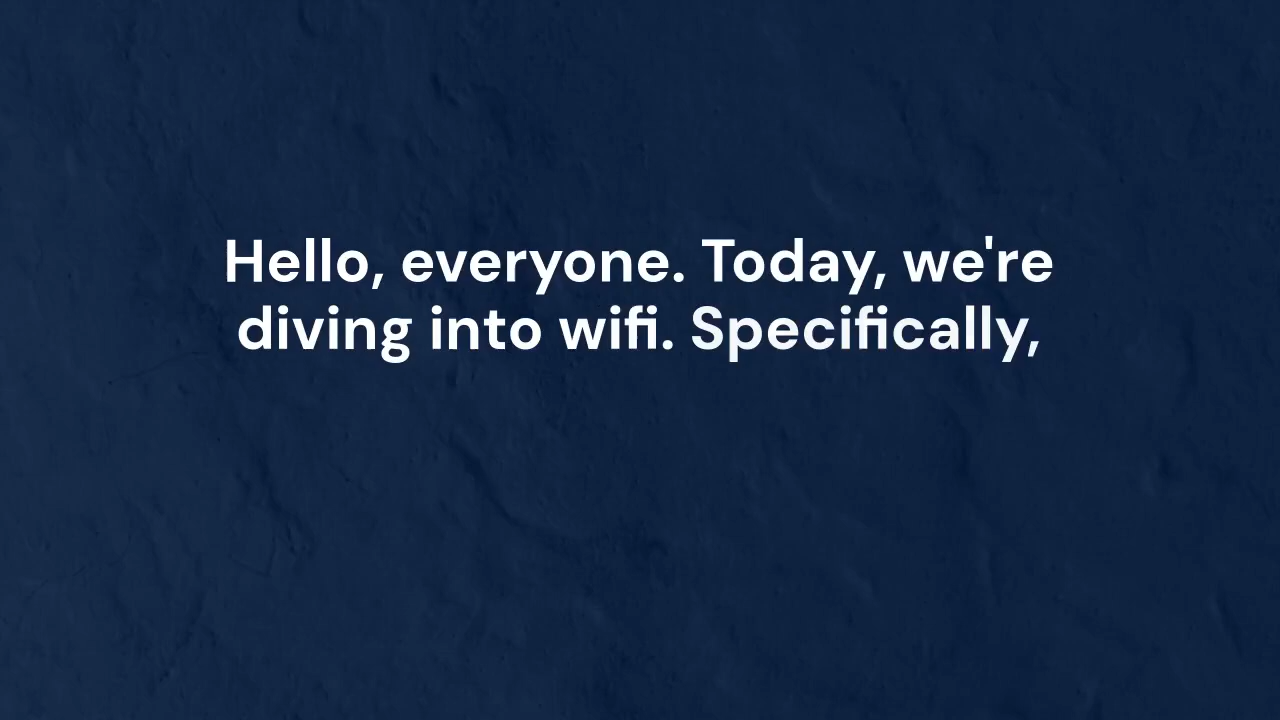 Hello, everyone. Today, we're
diving into wifi. Specifically,